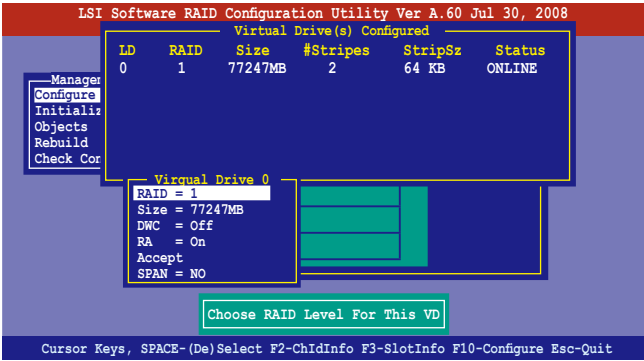 LSI Software RAID Configuration Utility Ver A.60 Jul 30, 2008
Virtual Drive(s) Configured
LD RAID Size #Stripes StripSz Status
0 1 77247MB 2 64 KB ONLINE
Manager
Configure
Initializ
Objects
Rebuild
Check Con
Virqual Drive 0
RAID = 1
Size = 77247MB
DWC = Off
RA = On
Accept
SPAN = NO
Choose RAID Level For This VD
Cursor Keys, SPACE-(De)Select F2-ChIdInfo F3-SlotInfo F10-Configure Esc-Quit